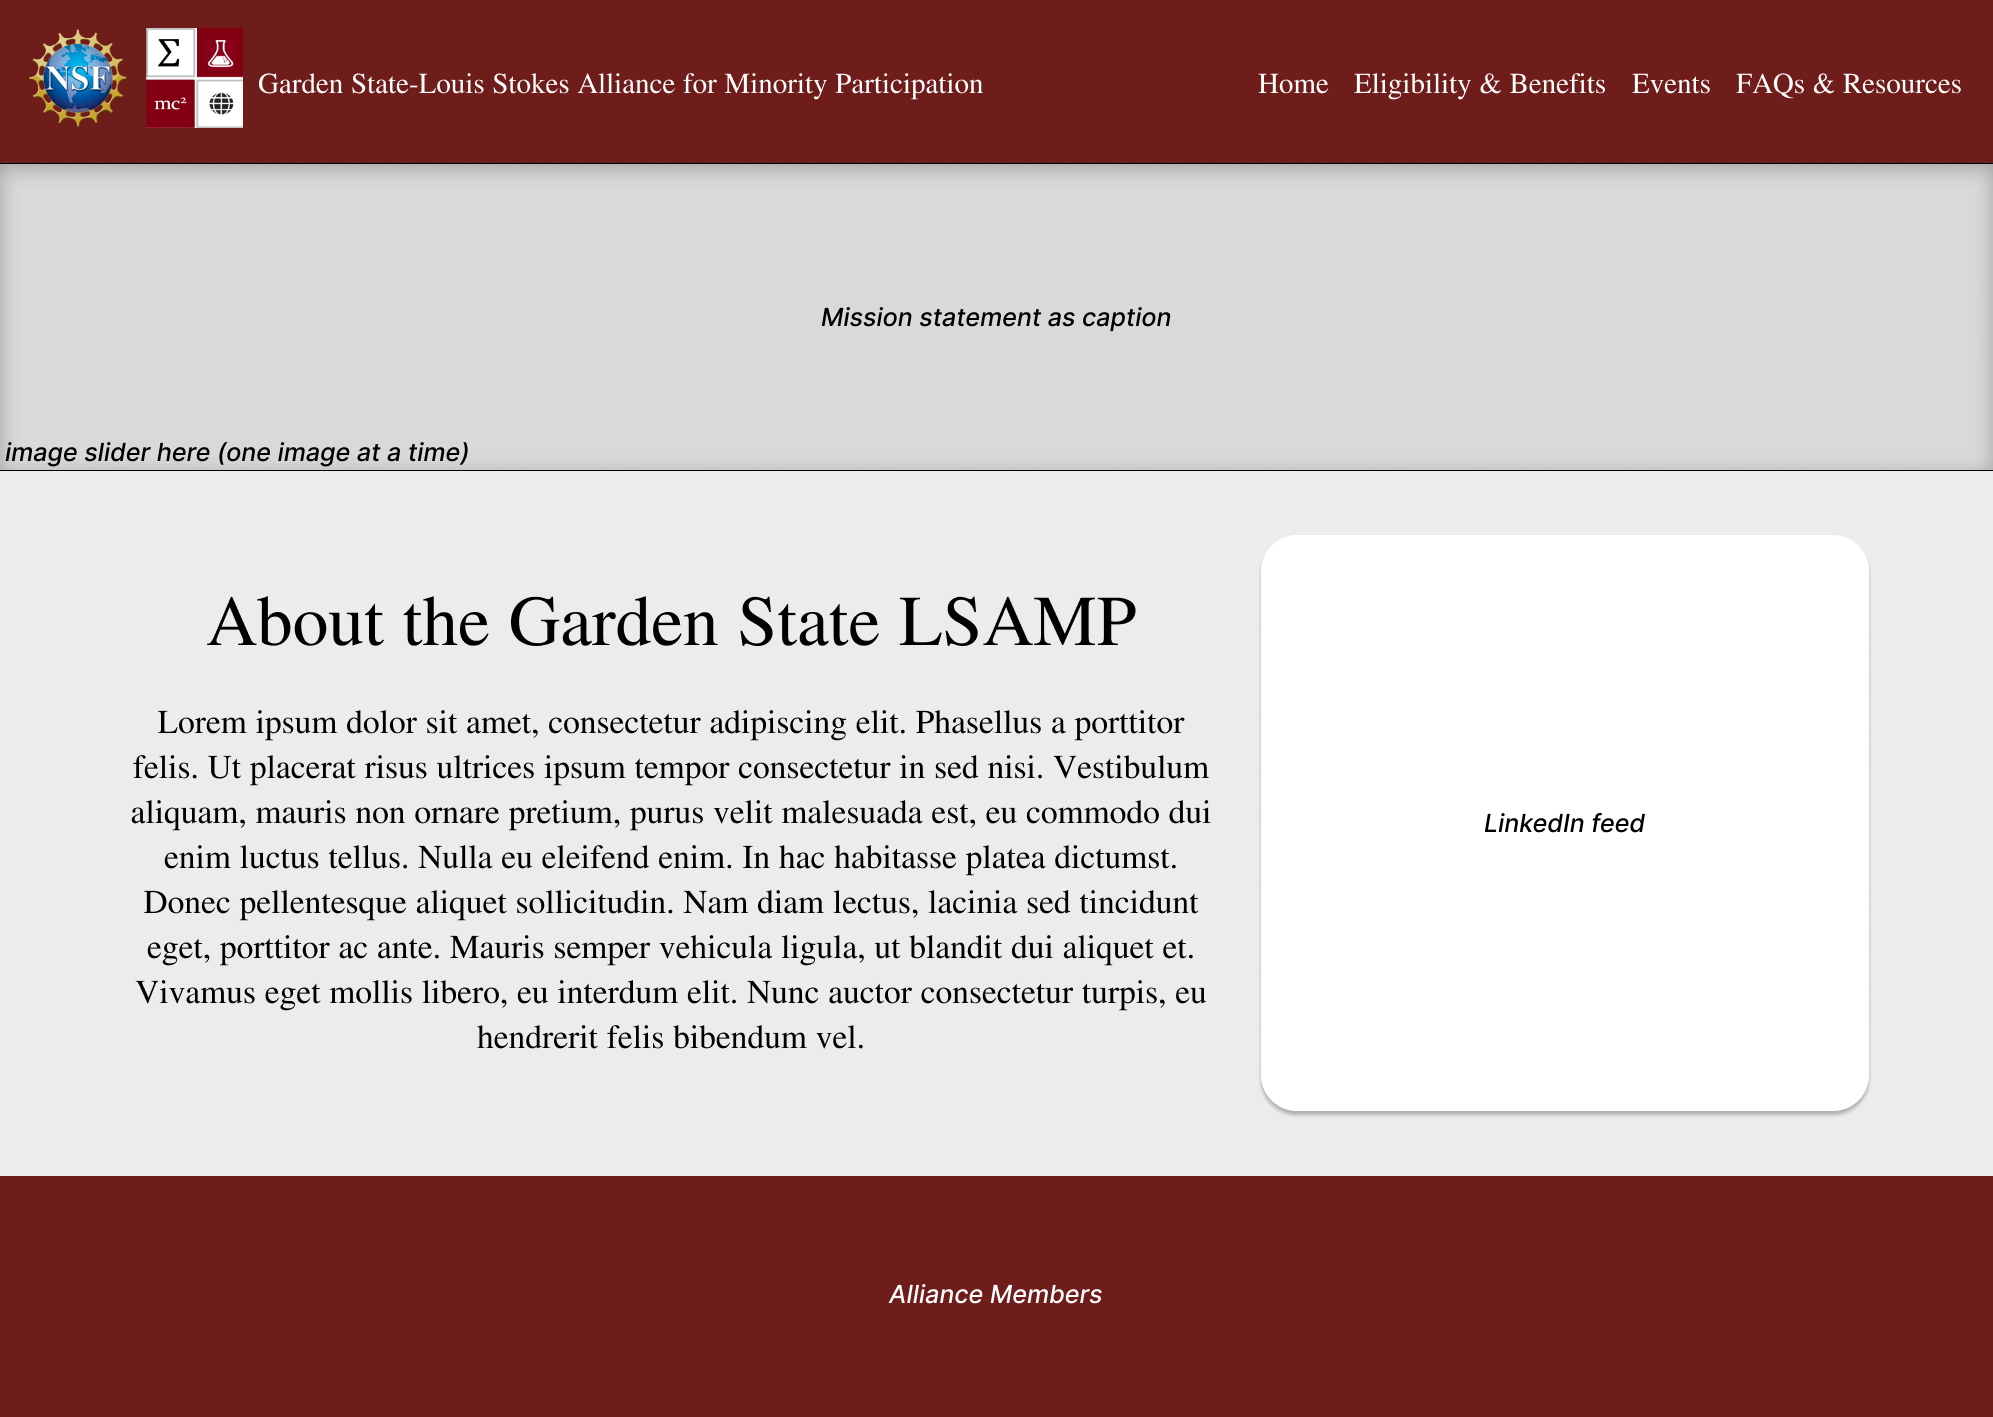 NSF
Σ
mc²
Garden State-Louis Stokes Alliance for Minority Participation
Home Eligibility & Benefits Events FAQs & Resources
Mission statement as caption
image slider here (one image at a time)
About the Garden State LSAMP
Lorem ipsum dolor sit amet, consectetur adipiscing elit. Phasellus a porttitor
felis. Ut placerat risus ultrices ipsum tempor consectetur in sed nisi. Vestibulum
aliquam, mauris non ornare pretium, purus velit malesuada est, eu commodo dui
enim luctus tellus. Nulla eu eleifend enim. In hac habitasse platea dictumst.
Donec pellentesque aliquet sollicitudin. Nam diam lectus, lacinia sed tincidunt
eget, porttitor ac ante. Mauris semper vehicula ligula, ut blandit dui aliquet et.
Vivamus eget mollis libero, eu interdum elit. Nunc auctor consectetur turpis, eu
hendrerit felis bibendum vel.
LinkedIn feed
Alliance Members